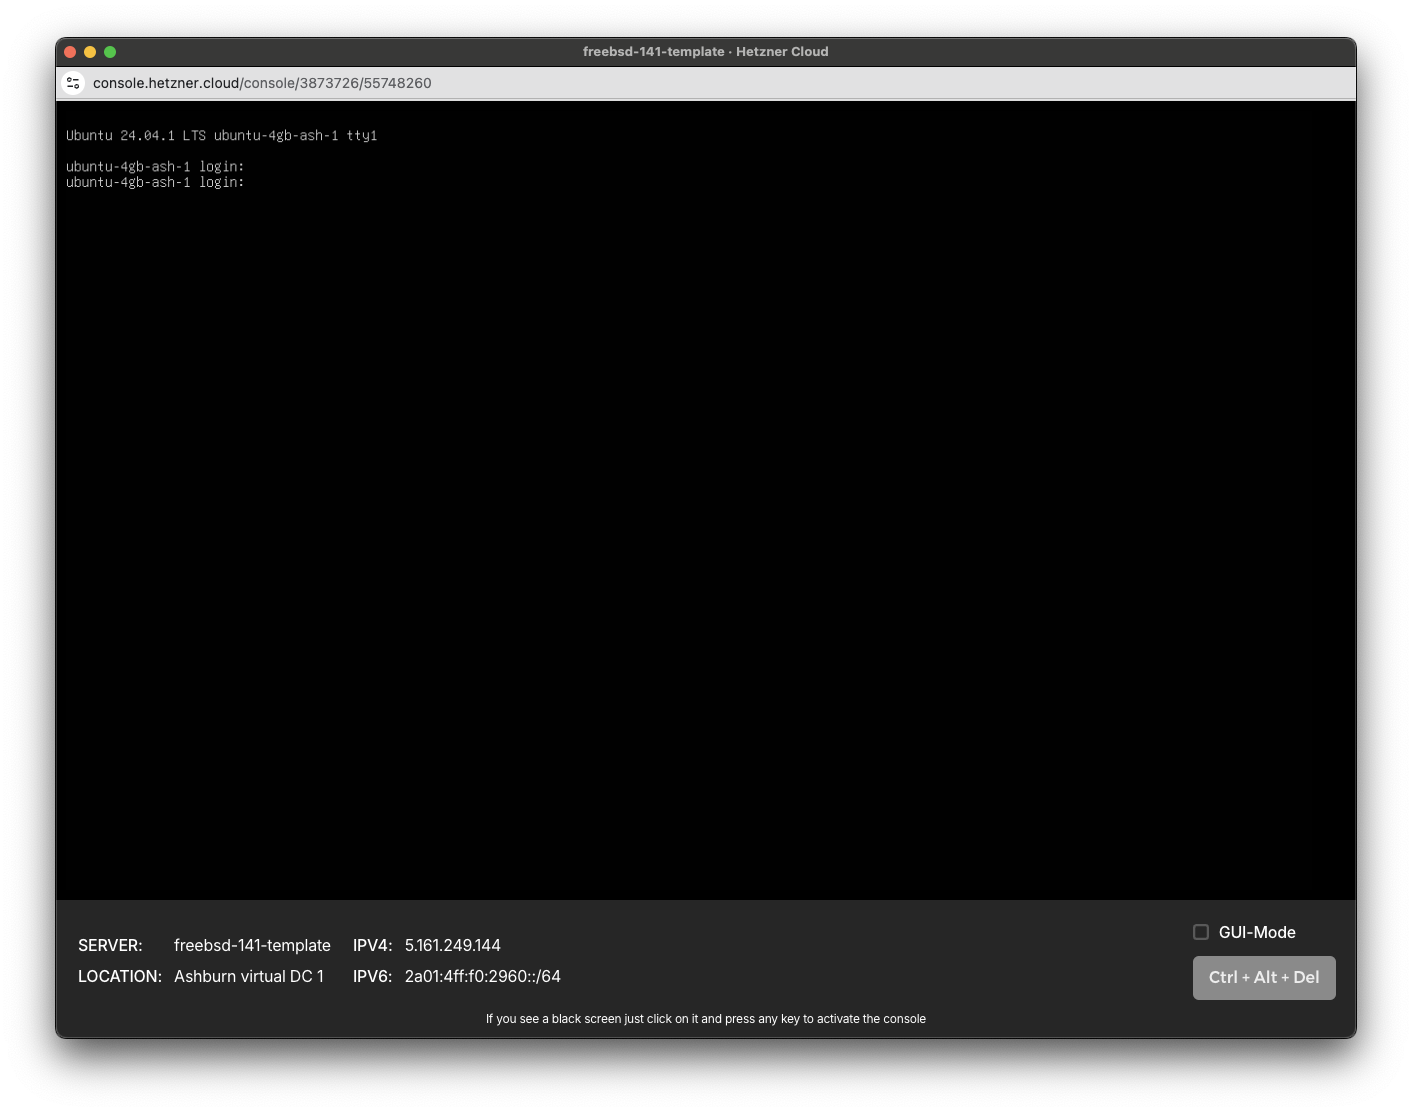 freebsd-141-template · Hetzner Cloud
console.hetzner.cloud/console/3873726/55748260
Ubuntu 24.04.1 LTS ubuntu-4gb-ash-1 tty1
ubuntu-4gb-ash-1 login:
ubuntu-4gb-ash-1 login:
SERVER: freebsd-141-template IPV4: 5.161.249.144
LOCATION: Ashburn virtual DC 1 IPV6: 2a01:4ff:f0:2960::/64
GUI-Mode
Ctrl + Alt + Del
If you see a black screen just click on it and press any key to activate the console